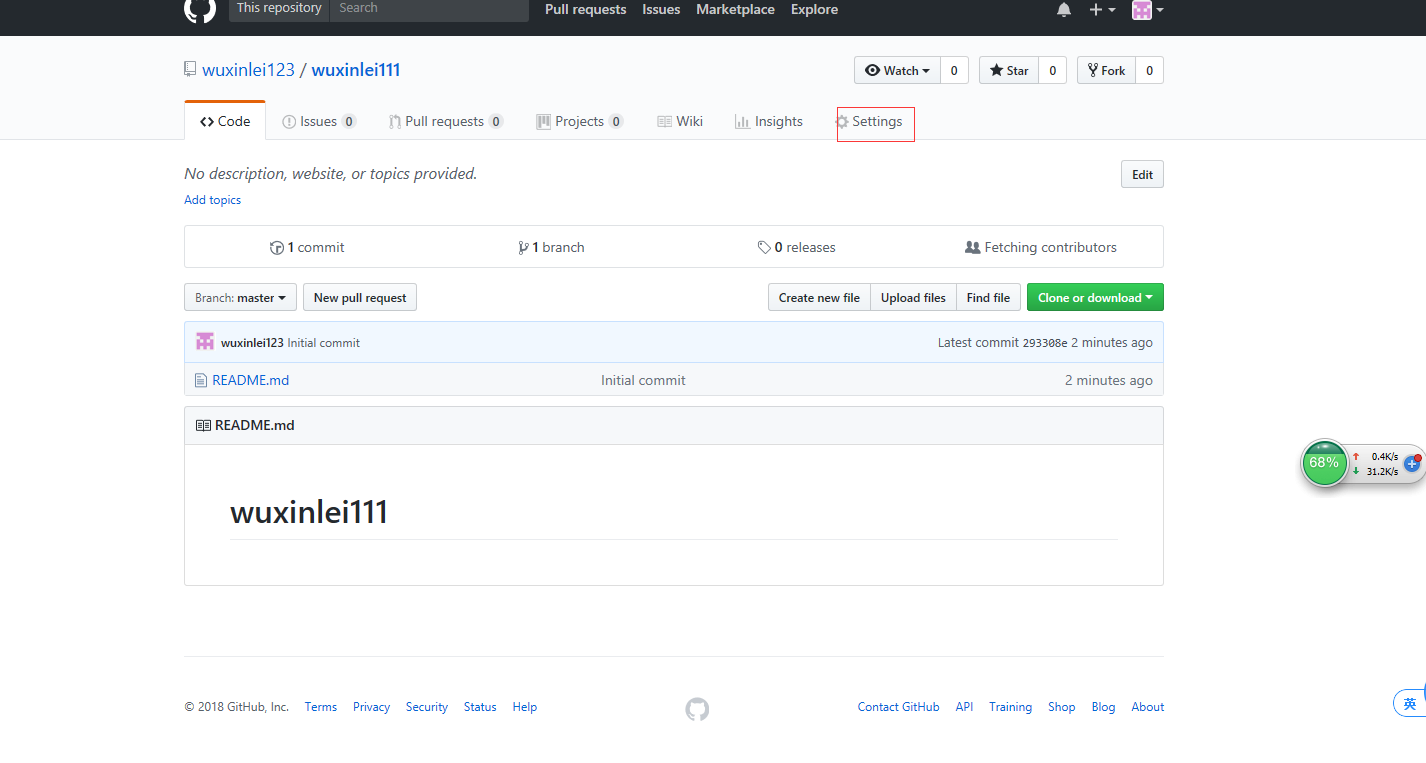 This repository Search Pull requests Issues Marketplace Explore
wuxinlei123 / wuxinlei111 Watch 0 Star 0 Fork 0
Code Issues 0 Pull requests 0 Projects 0 Wiki Insights Settings
No description, website, or topics provided. Edit
Add topics
1 commit 1 branch 0 releases Fetching contributors
Branch: master New pull request Create new file Upload files Find file Clone or download
wuxinlei123 Initial commit Latest commit 293308e 2 minutes ago
README.md Initial commit 2 minutes ago
README.md
68% 0.4K/s
31.2K/s
wuxinlei111
© 2018 GitHub, Inc. Terms Privacy Security Status Help Contact GitHub API Training Shop Blog About
英